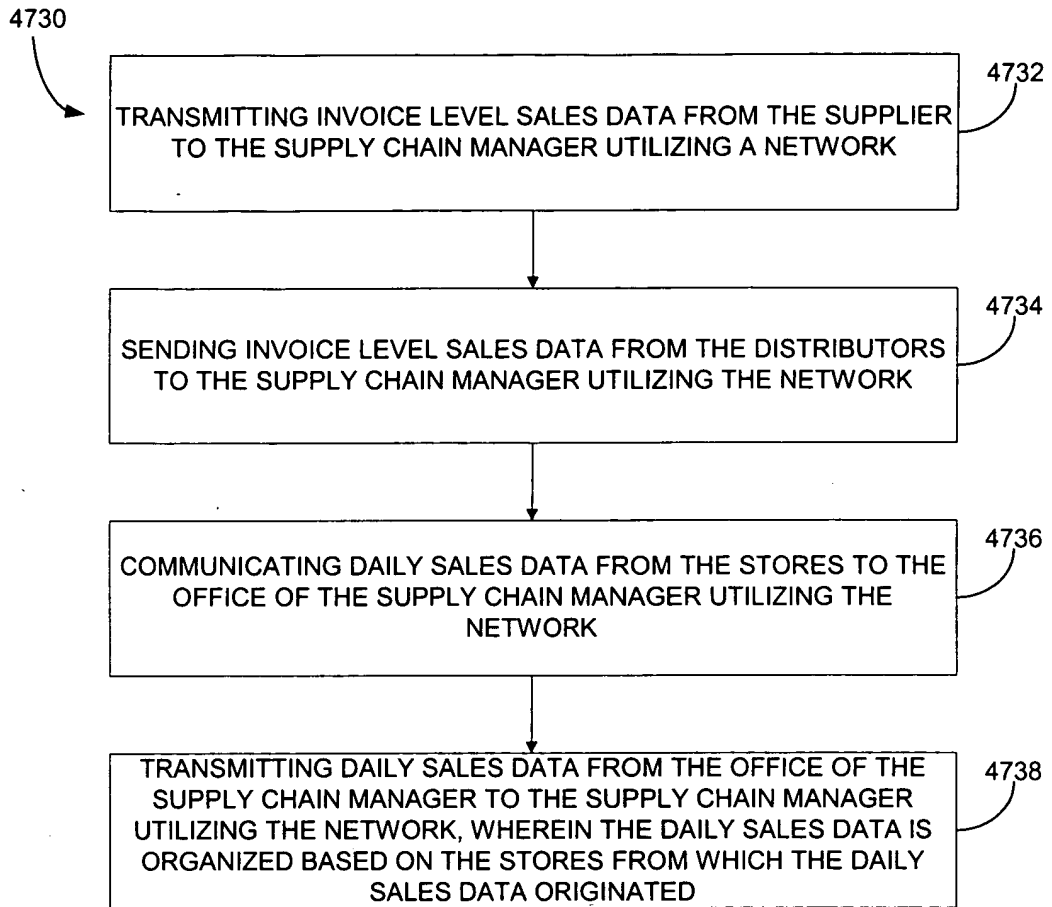 4730
TRANSMITTING INVOICE LEVEL SALES DATA FROM THE SUPPLIER
TO THE SUPPLY CHAIN MANAGER UTILIZING A NETWORK
4732
SENDING INVOICE LEVEL SALES DATA FROM THE DISTRIBUTORS
TO THE SUPPLY CHAIN MANAGER UTILIZING THE NETWORK
4734
COMMUNICATING DAILY SALES DATA FROM THE STORES TO THE
OFFICE OF THE SUPPLY CHAIN MANAGER UTILIZING THE
NETWORK
4736
TRANSMITTING DAILY SALES DATA FROM THE OFFICE OF THE
SUPPLY CHAIN MANAGER TO THE SUPPLY CHAIN MANAGER
UTILIZING THE NETWORK, WHEREIN THE DAILY SALES DATA IS
ORGANIZED BASED ON THE STORES FROM WHICH THE DAILY
SALES DATA ORIGINATED
4738